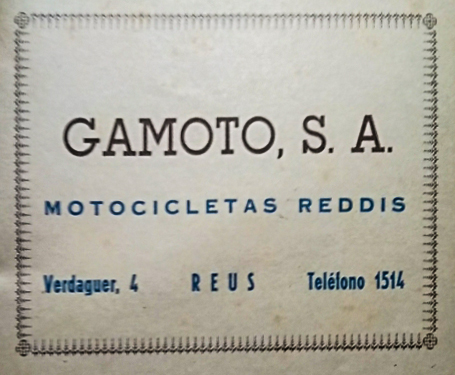 GAMOTO, S. A.
MOTOCICLETAS REDDIS
Verdaguer, 4 REUS Teléfono 1514